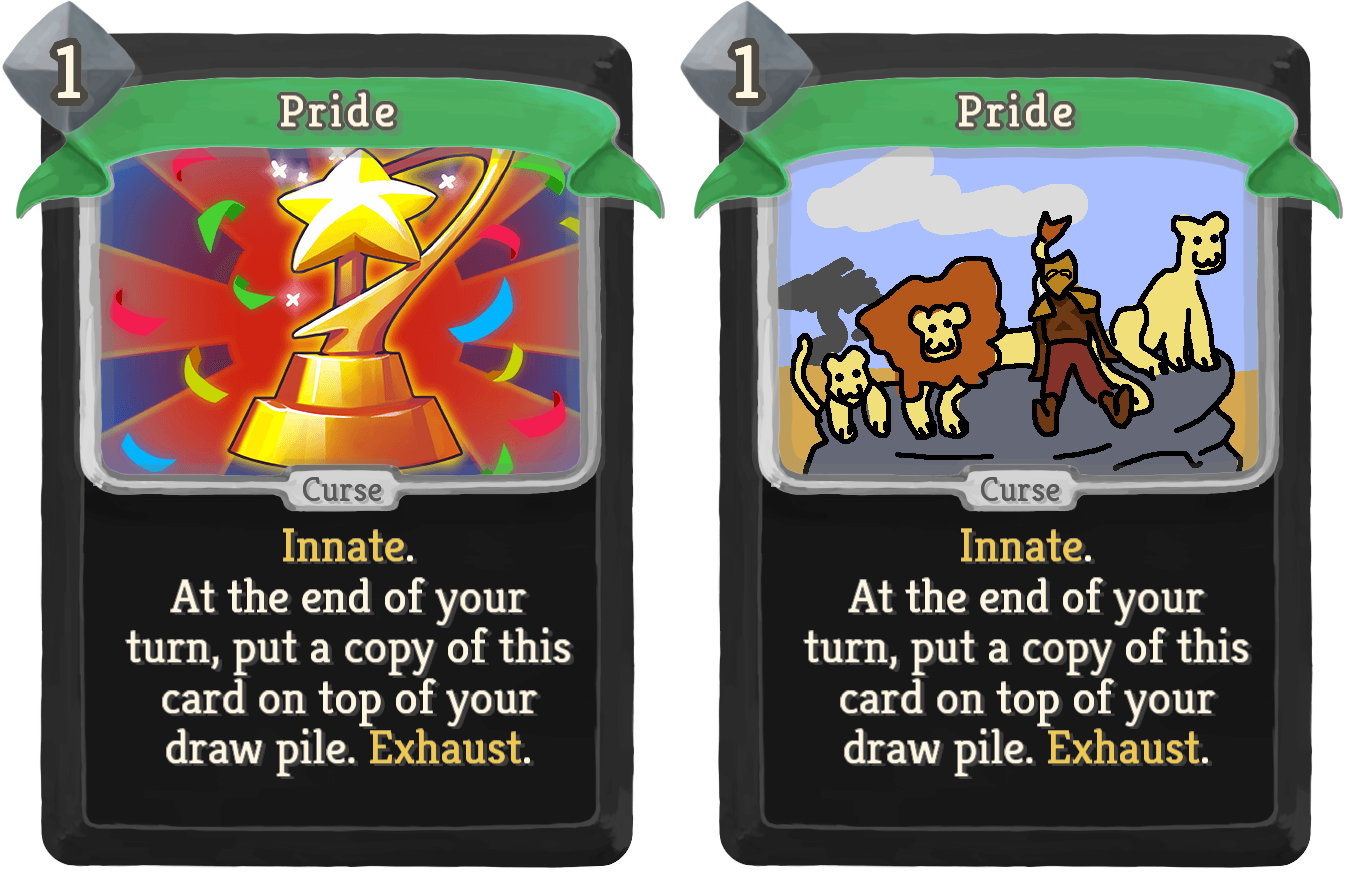 1
Pride
Curse
Innate.
At the end of your
turn, put a copy of this
card on top of your
draw pile. Exhaust.
1
Pride
Curse
Innate.
At the end of your
turn, put a copy of this
card on top of your
draw pile. Exhaust.